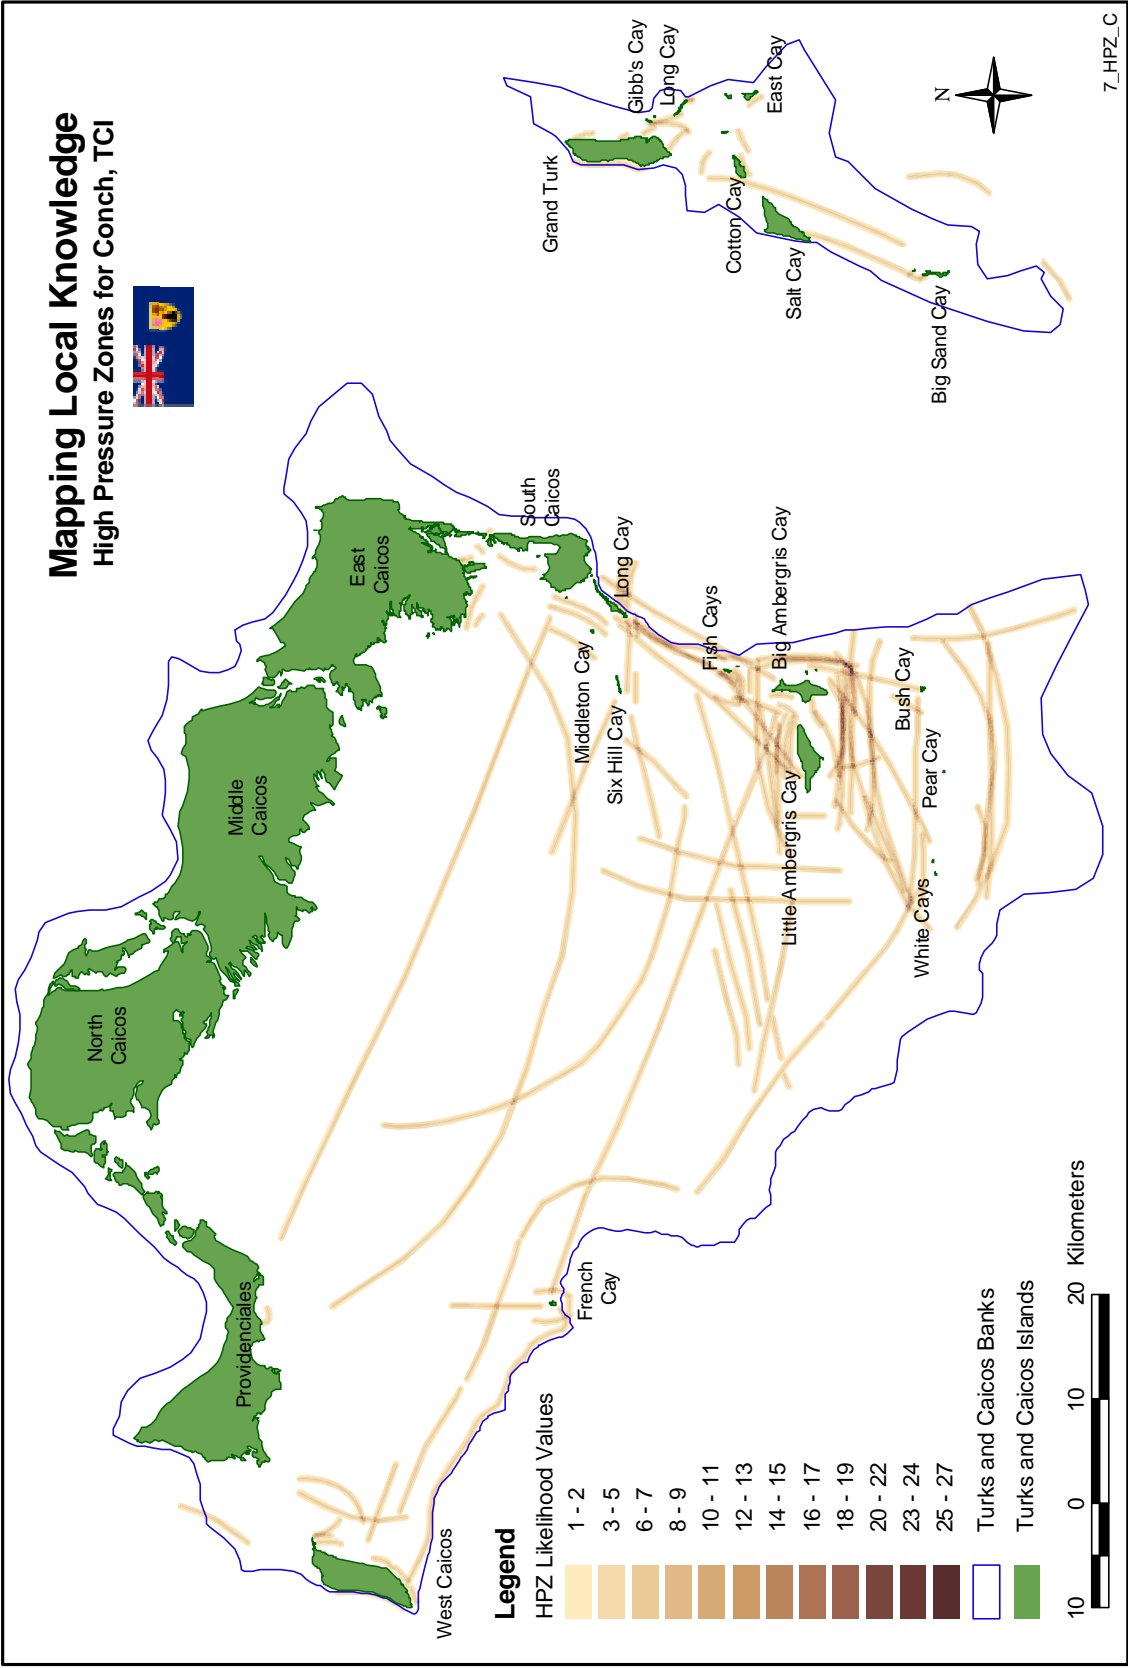 Mapping Local Knowledge
High Pressure Zones for Conch, TCI
North
Caicos
Middle
Caicos
East
Caicos
Providenciales
South
Caicos
West Caicos
French
Cay
Middleton Cay
Six Hill Cay
Long Cay
Fish Cays
Big Ambergris Cay
Little Ambergris Cay
Bush Cay
Pear Cay
White Cays
Grand Turk
Gibb's Cay
Long Cay
East Cay
Cotton Cay
Salt Cay
Big Sand Cay
N
Legend
HPZ Likelihood Values
1 - 2
3 - 5
6 - 7
8 - 9
10 - 11
12 - 13
14 - 15
16 - 17
18 - 19
20 - 22
23 - 24
25 - 27
Turks and Caicos Banks
Turks and Caicos Islands
10 0 10 20 Kilometers
7_HPZ_C